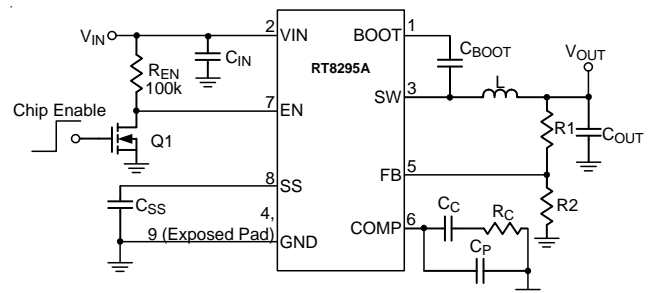 VIN
2
VIN
BOOT
1
CIN
CBOOT
VOUT
REN
100k
RT8295A
L
SW
3
Chip Enable
7
EN
R1
COUT
Q1
8
SS
FB
5
CSS
R2
4,
9 (Exposed Pad)
GND
COMP
6
CC
RC
CP